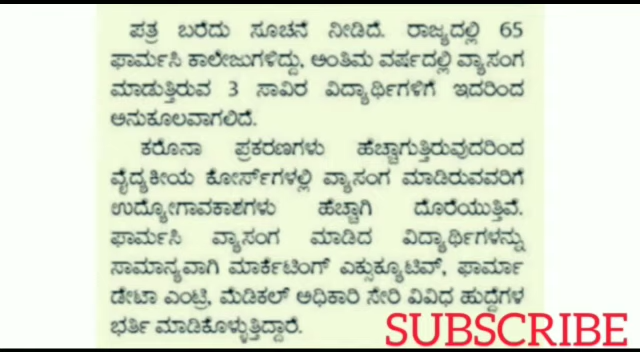 ಪತ್ರ ಬರೆದು ಸೂಚನೆ ನೀಡಿದೆ. ರಾಜ್ಯದಲ್ಲಿ 65
ಫಾರ್ಮಸಿ ಕಾಲೇಜುಗಳಿದ್ದು, ಅಂತಿಮ ವರ್ಷದಲ್ಲಿ ವ್ಯಾಸಂಗ
ಮಾಡುತ್ತಿರುವ 3 ಸಾವಿರ ವಿದ್ಯಾರ್ಥಿಗಳಿಗೆ ಇದರಿಂದ
ಅನುಕೂಲವಾಗಲಿದೆ.
ಕರೊನಾ ಪ್ರಕರಣಗಳು ಹೆಚ್ಚಾಗುತ್ತಿರುವುದರಿಂದ
ವೈದ್ಯಕೀಯ ಕೋರ್ಸ್‌ಗಳಲ್ಲಿ ವ್ಯಾಸಂಗ ಮಾಡಿರುವವರಿಗೆ
ಉದ್ಯೋಗಾವಕಾಶಗಳು ಹೆಚ್ಚಾಗಿ ದೊರೆಯುತ್ತಿವೆ.
ಫಾರ್ಮಸಿ ವ್ಯಾಸಂಗ ಮಾಡಿದ ವಿದ್ಯಾರ್ಥಿಗಳನ್ನು
ಸಾಮಾನ್ಯವಾಗಿ ಮಾರ್ಕೆಟಿಂಗ್ ಎಕ್ಸುಕ್ಯೂಟಿವ್, ಫಾರ್ಮಾ
ಡೇಟಾ ಎಂಟ್ರಿ, ಮೆಡಿಕಲ್ ಅಧಿಕಾರಿ ಸೇರಿ ವಿವಿಧ ಹುದ್ದೆಗಳ
ಭರ್ತಿ ಮಾಡಿಕೊಳ್ಳುತ್ತಿದ್ದಾರೆ.
SUBSCRIBE